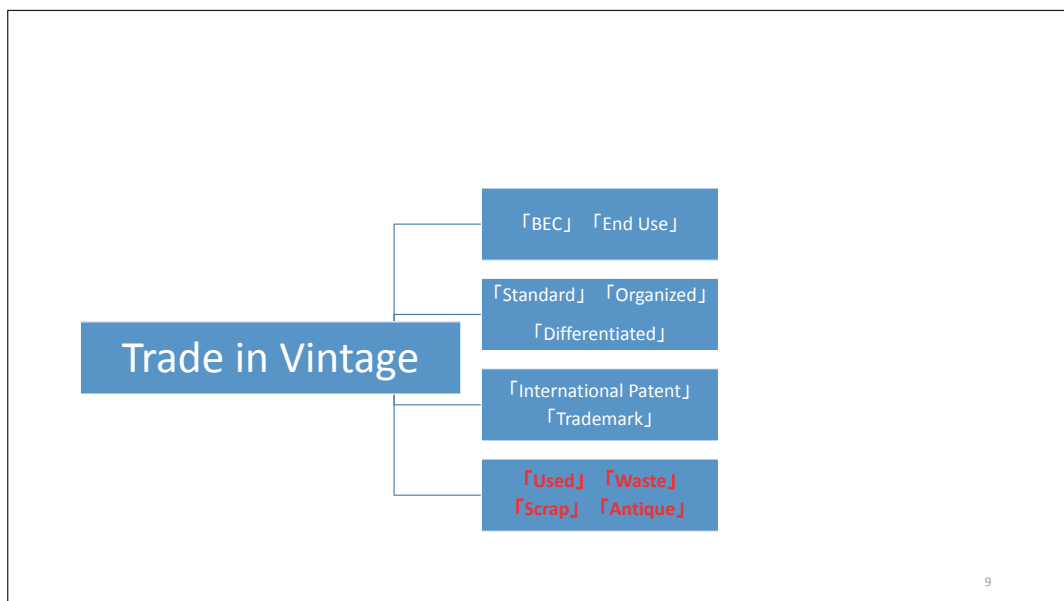 「BEC」 「End Use」
「Standard」 「Organized」
「Differentiated」
Trade in Vintage
「International Patent」
「Trademark」
「Used」 「Waste」
「Scrap」 「Antique」
9